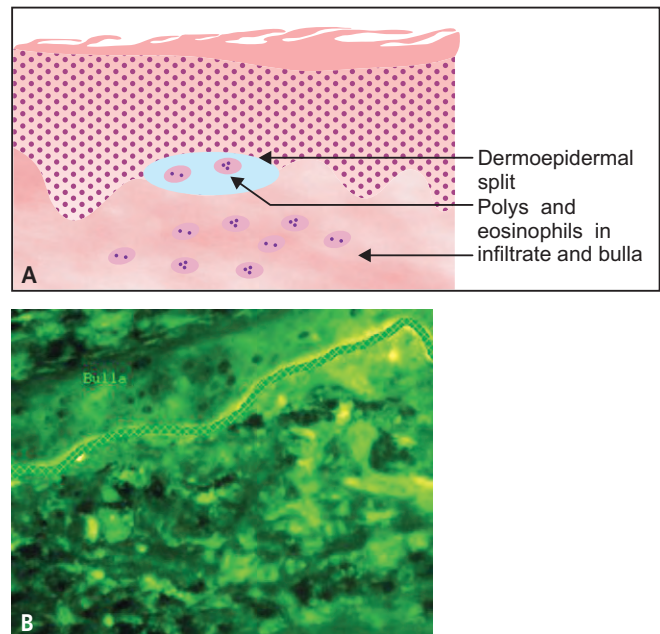 Dermoepidermal
split
Polys and
eosinophils in
infiltrate and bulla
A
Bulla
B